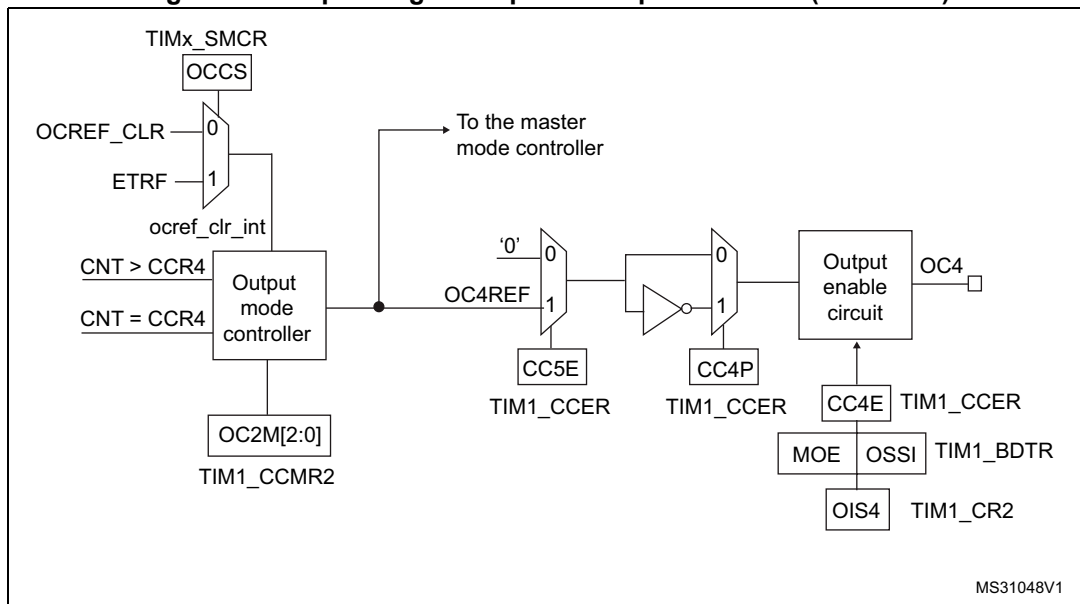 TIMx_SMCR
OCCS
OCREF_CLR
0
ETRF
1
ocref_clr_int
To the master
mode controller
CNT > CCR4
CNT = CCR4
Output
mode
controller
OC2M[2:0]
TIM1_CCMR2
'0'
0
OC4REF
1
CC5E
TIM1_CCER
0
1
CC4P
TIM1_CCER
Output
enable
circuit
OC4
CC4E
TIM1_CCER
MOE
OSSI
TIM1_BDTR
OIS4
TIM1_CR2
MS31048V1